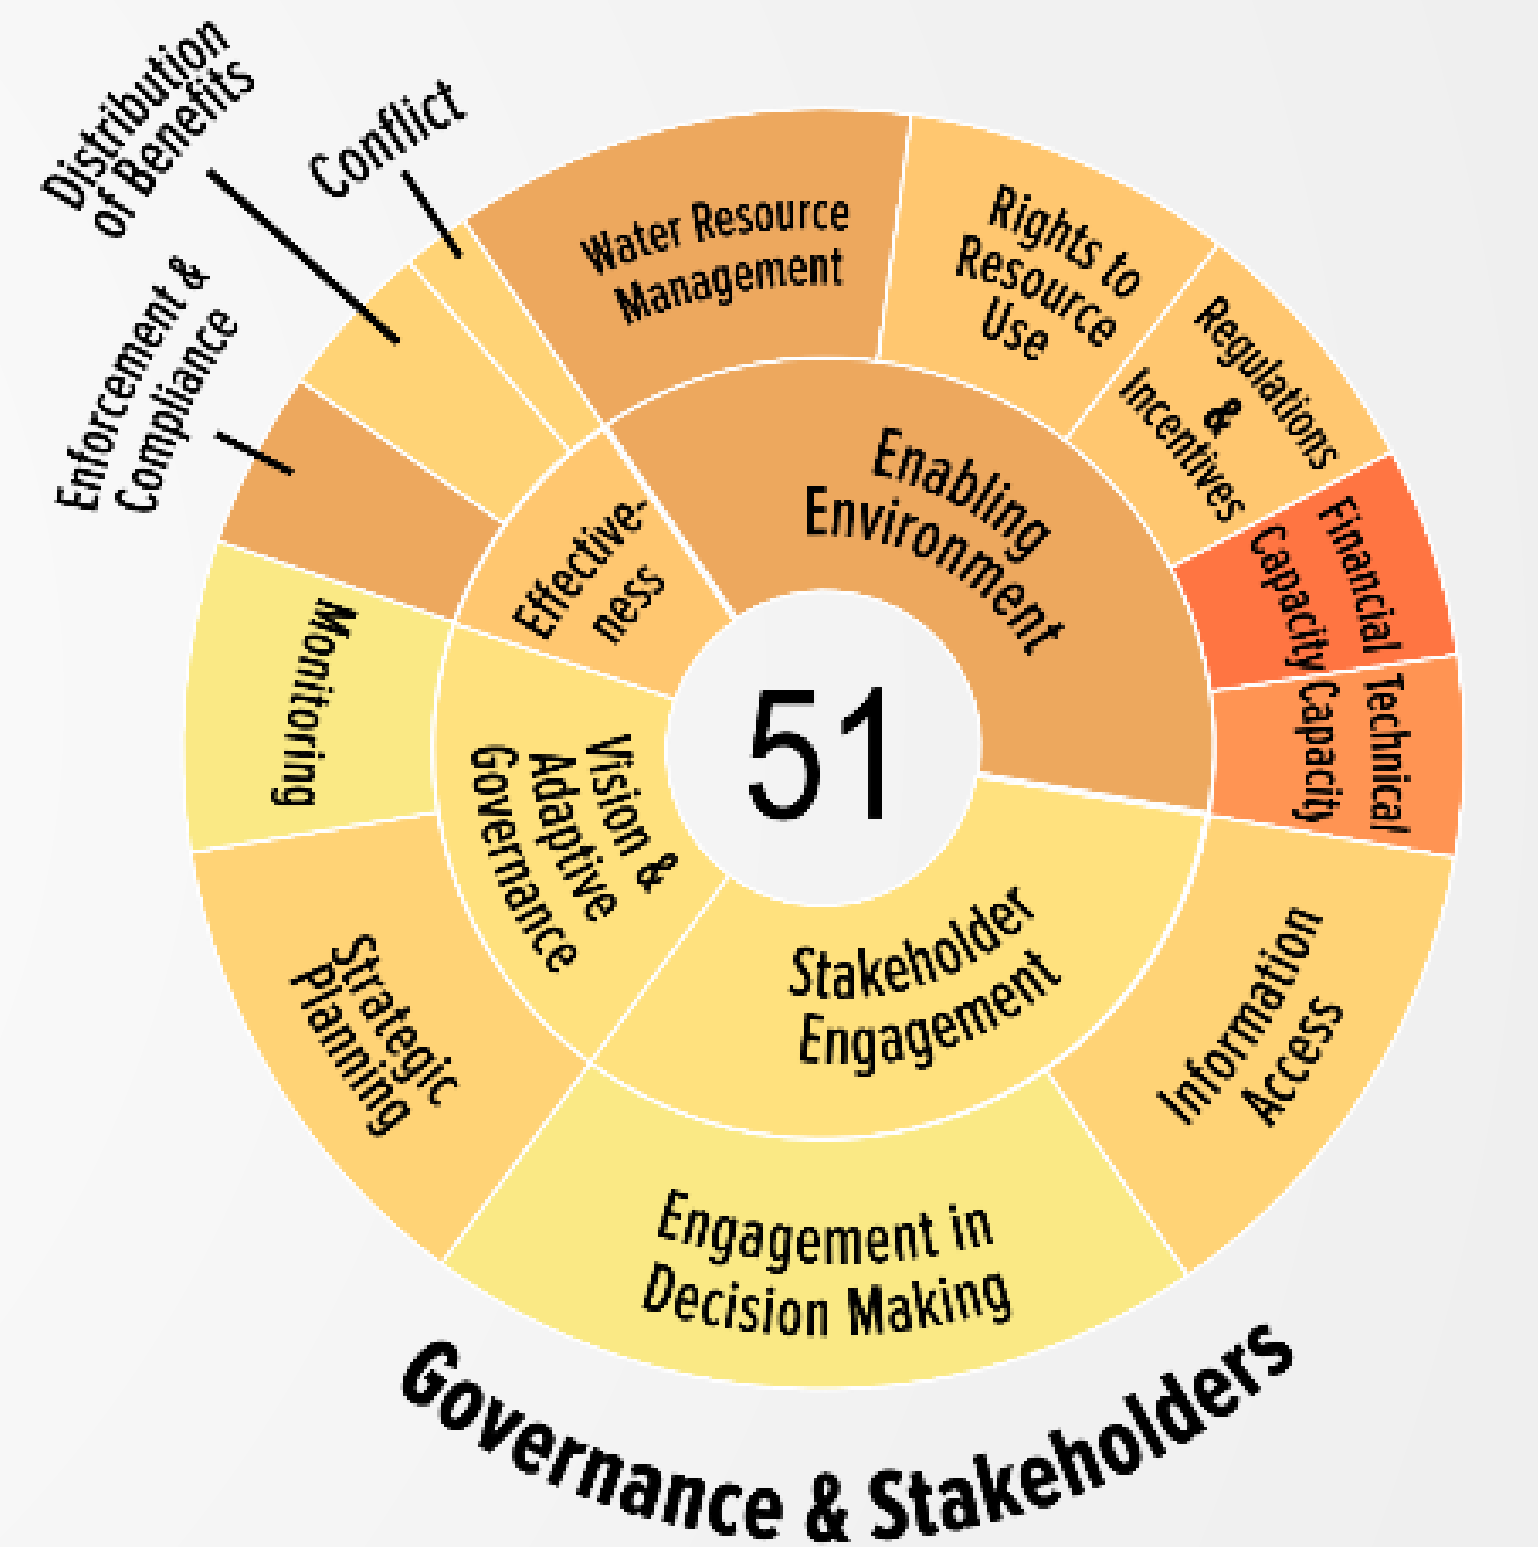 Distribution
of Benefits
Conflict
Enforcement &
Compliance
Water Resource
Management
Rights to
Resource
Use
Regulations
&
Incentives
Financial
Capacity
Technical
Capacity
Enabling
Environment
Effective-
ness
51
Monitoring
Vision &
Adaptive
Governance
Stakeholder
Engagement
Strategic
Planning
Information
Access
Engagement in
Decision Making
Governance & Stakeholders